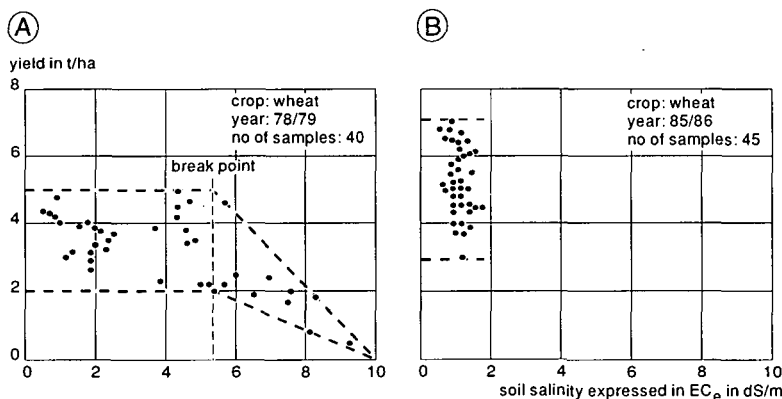 A
B
yield in t/ha
8
6
4
2
0
crop: wheat
year: 78/79
no of samples: 40
break point
0 2 4 6 8 10
crop: wheat
year: 85/86
no of samples: 45
0 2 4 6 8 10
soil salinity expressed in ECe in dS/m